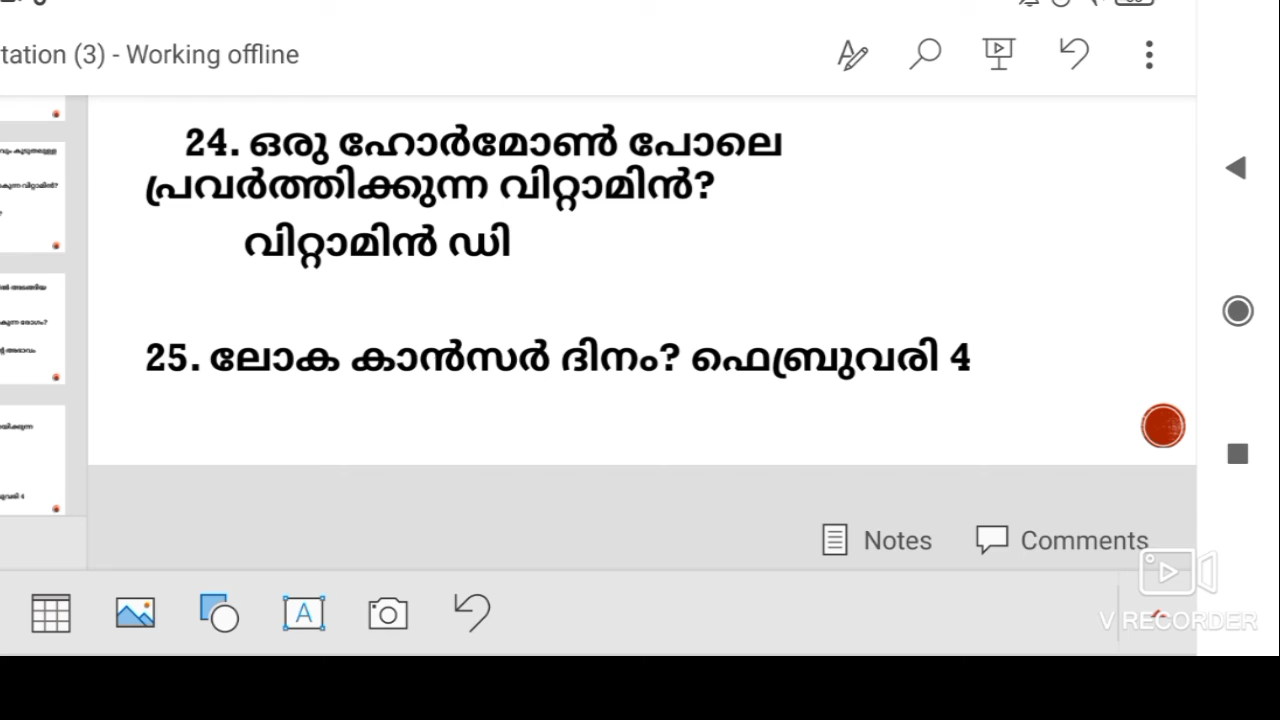 tation (3) - Working offline
24. ഒരു ഹോർമോൺ പോലെ
പ്രവർത്തിക്കുന്ന വിറ്റാമിൻ?
വിറ്റാമിൻ ഡി
25. ലോക കാൻസർ ദിനം? ഫെബ്രുവരി 4
Notes
Comments
A
V RECORDER